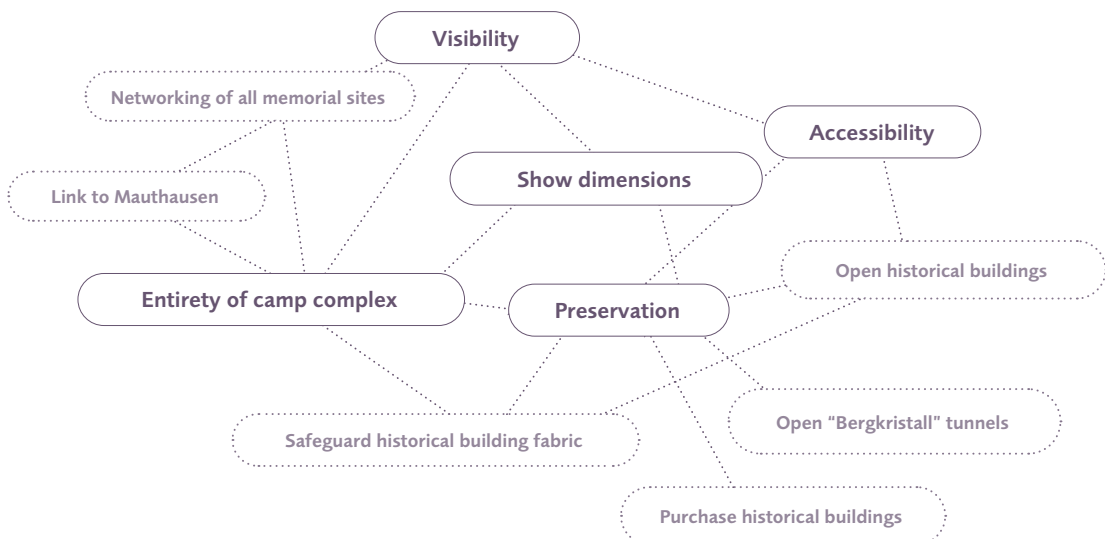 Visibility
Networking of all memorial sites
Accessibility
Show dimensions
Link to Mauthausen
Open historical buildings
Entirety of camp complex
Preservation
Open “Bergkristall” tunnels
Safeguard historical building fabric
Purchase historical buildings